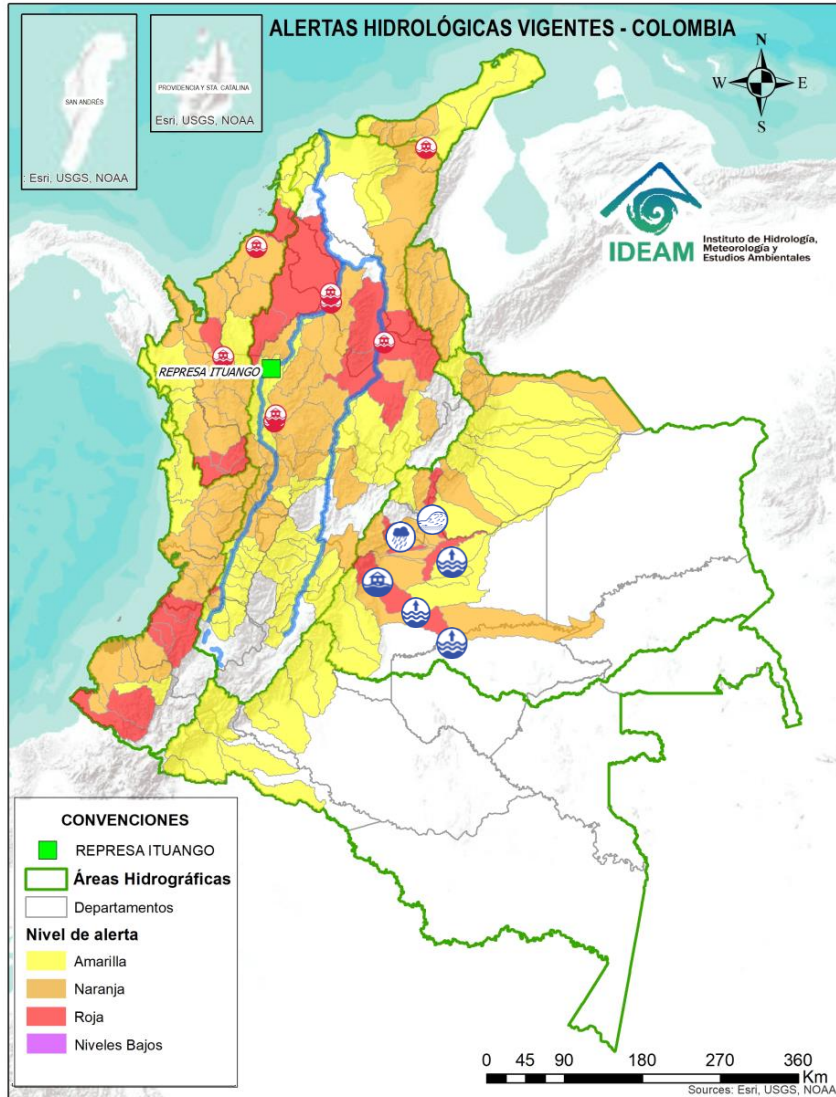 ALERTAS HIDROLÓGICAS VIGENTES - COLOMBIA
SAN ANDRÉS
: Esri, USGS, NOAA
PROVIDENCIA Y STA. CATALINA
Esri, USGS, NOAA
N
W E
S
IDEAM
Instituto de Hidrología,
Meteorología y
Estudios Ambientales
REPRESA ITUANGO
CONVENCIONES
REPRESA ITUANGO
Áreas Hidrográficas
Departamentos
Nivel de alerta
Amarilla
Naranja
Roja
Niveles Bajos
0 45 90 180 270 360
Km
Sources: Esri, USGS, NOAA